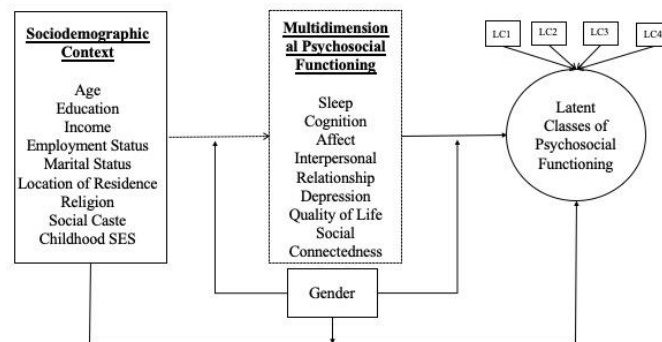 Sociodemographic
Context
Age
Education
Income
Employment Status
Marital Status
Location of Residence
Religion
Social Caste
Childhood SES
Multidimension
al Psychosocial
Functioning
Sleep
Cognition
Affect
Interpersonal
Relationship
Depression
Quality of Life
Social
Connectedness
Gender
LC1
LC2
LC3
LC4
Latent
Classes of
Psychosocial
Functioning